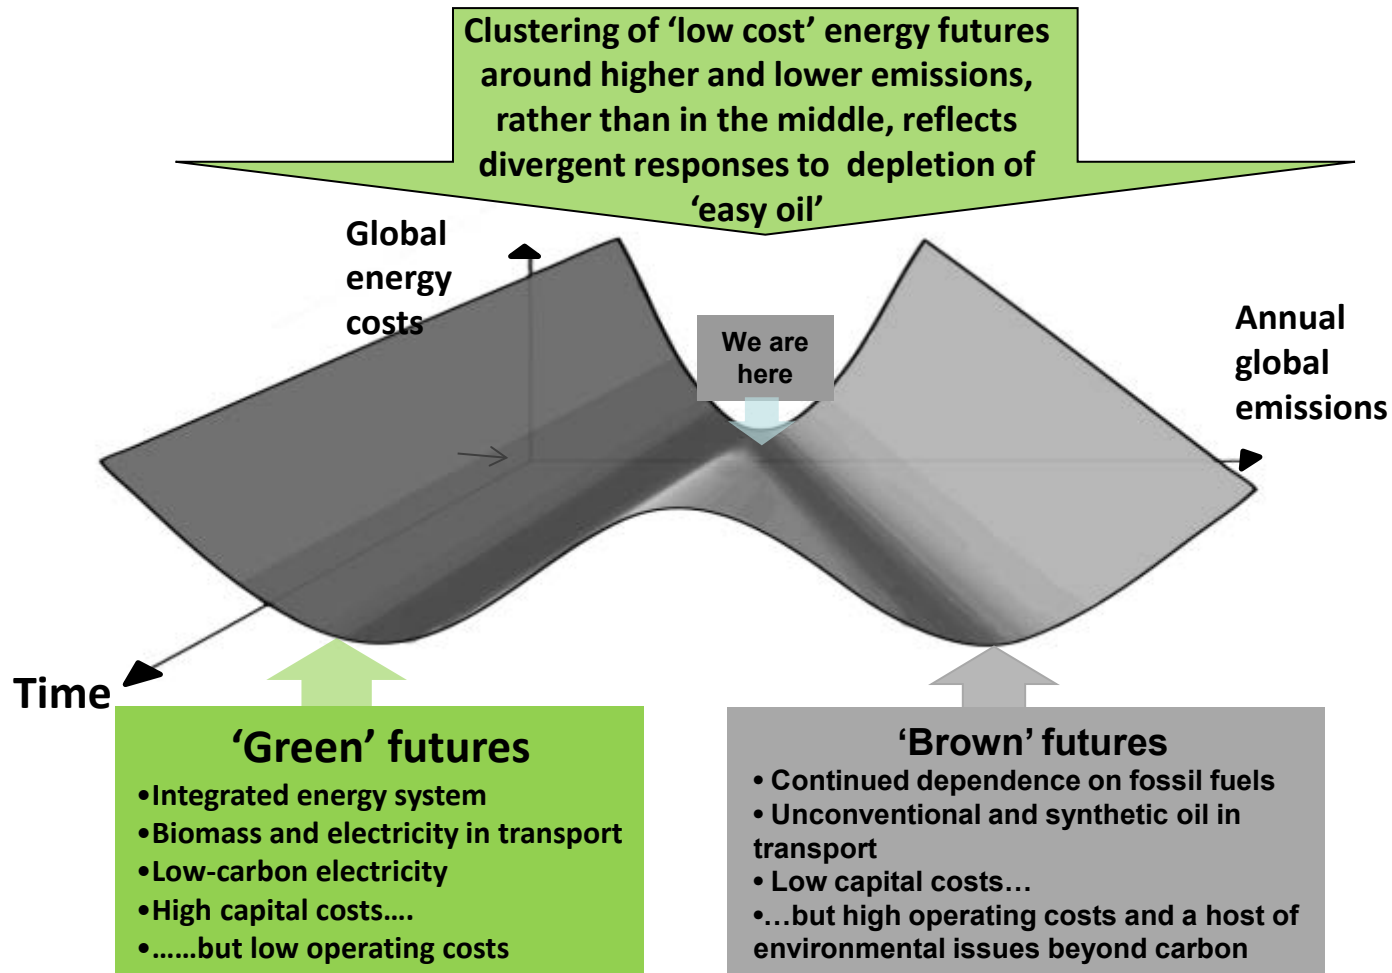 Clustering of ‘low cost’ energy futures
around higher and lower emissions,
rather than in the middle, reflects
divergent responses to depletion of
‘easy oil’
Global
energy
costs
We are
here
Annual
global
emissions
Time
‘Green’ futures
•Integrated energy system
•Biomass and electricity in transport
•Low-carbon electricity
•High capital costs....
•......but low operating costs
‘Brown’ futures
• Continued dependence on fossil fuels
• Unconventional and synthetic oil in
transport
• Low capital costs…
•…but high operating costs and a host of
environmental issues beyond carbon